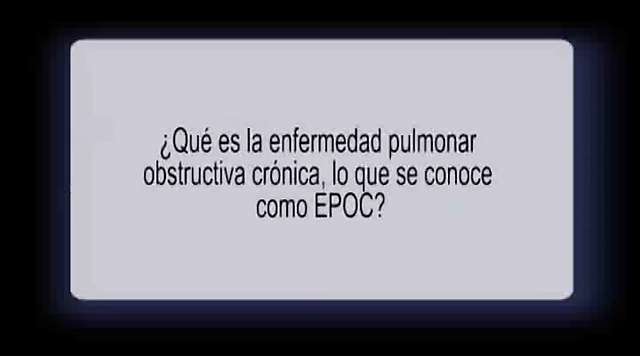 ¿Qué es la enfermedad pulmonar
obstructiva crónica, lo que se conoce
como EPOC?